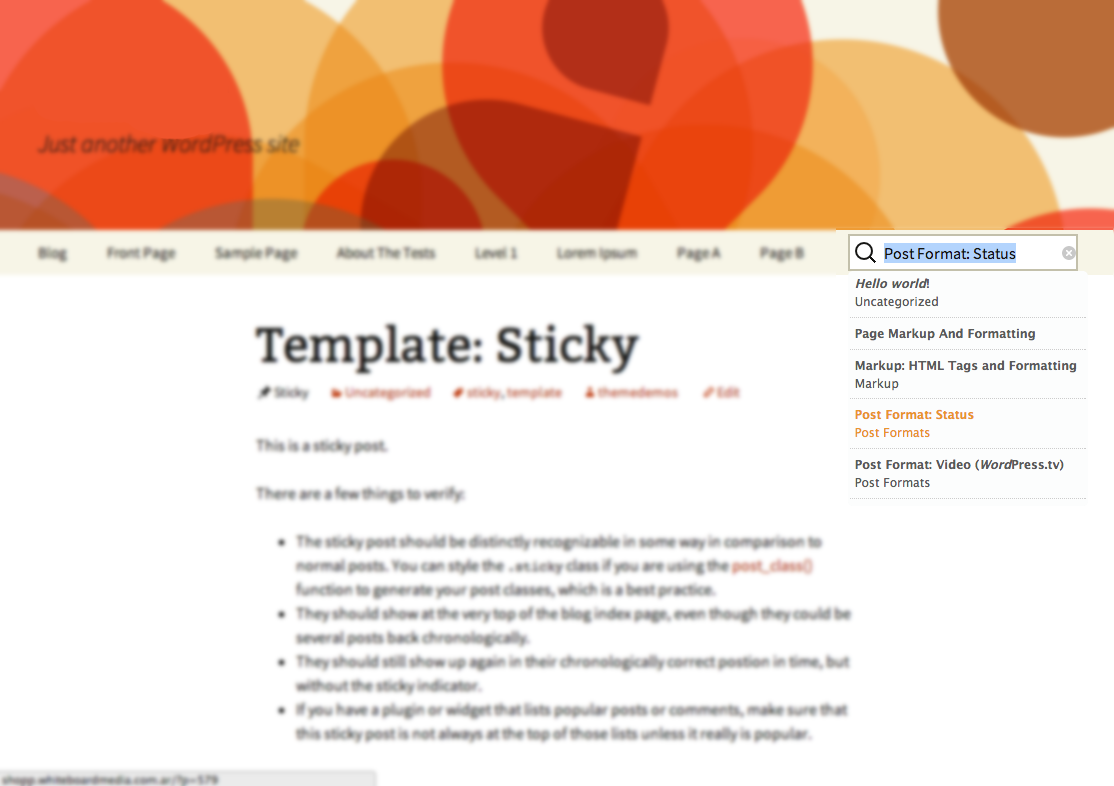 Just another WordPress site
Blog Front Page Sample Page About The Tests Level 1 Lorem Ipsum Page A Page B
Post Format: Status
Hello world!
Uncategorized
Page Markup And Formatting
Markup: HTML Tags and Formatting
Markup
Post Format: Status
Post Formats
Post Format: Video (WordPress.tv)
Post Formats
Template: Sticky
Sticky Uncategorized sticky, template themedemos Edit
This is a sticky post.
There are a few things to verify:
• The sticky post should be distinctly recognizable in some way in comparison to
normal posts. You can style the .sticky class if you are using the post_class()
function to generate your post classes, which is a best practice.
• They should show at the very top of the blog index page, even though they could be
several posts back chronologically.
• They should still show up again in their chronologically correct postion in time, but
without the sticky indicator.
• If you have a plugin or widget that lists popular posts or comments, make sure that
this sticky post is not always at the top of those lists unless it really is popular.
shopp.whiteboardmedia.com.ar/?p=579